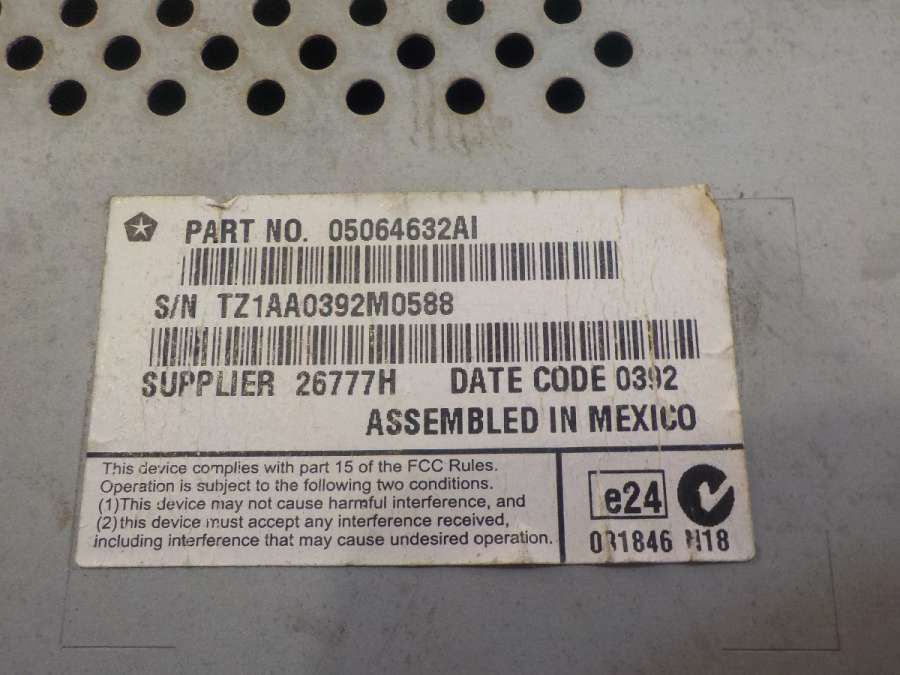 PART NO. 05064632AI
S/N TZ1AA0392M0588
SUPPLIER 26777H DATE CODE 0392
ASSEMBLED IN MEXICO
This device complies with part 15 of the FCC Rules.
Operation is subject to the following two conditions.
(1)This device may not cause harmful interference, and
(2)this device must accept any interference received,
including interference that may cause undesired operation.
e24
031846 N18